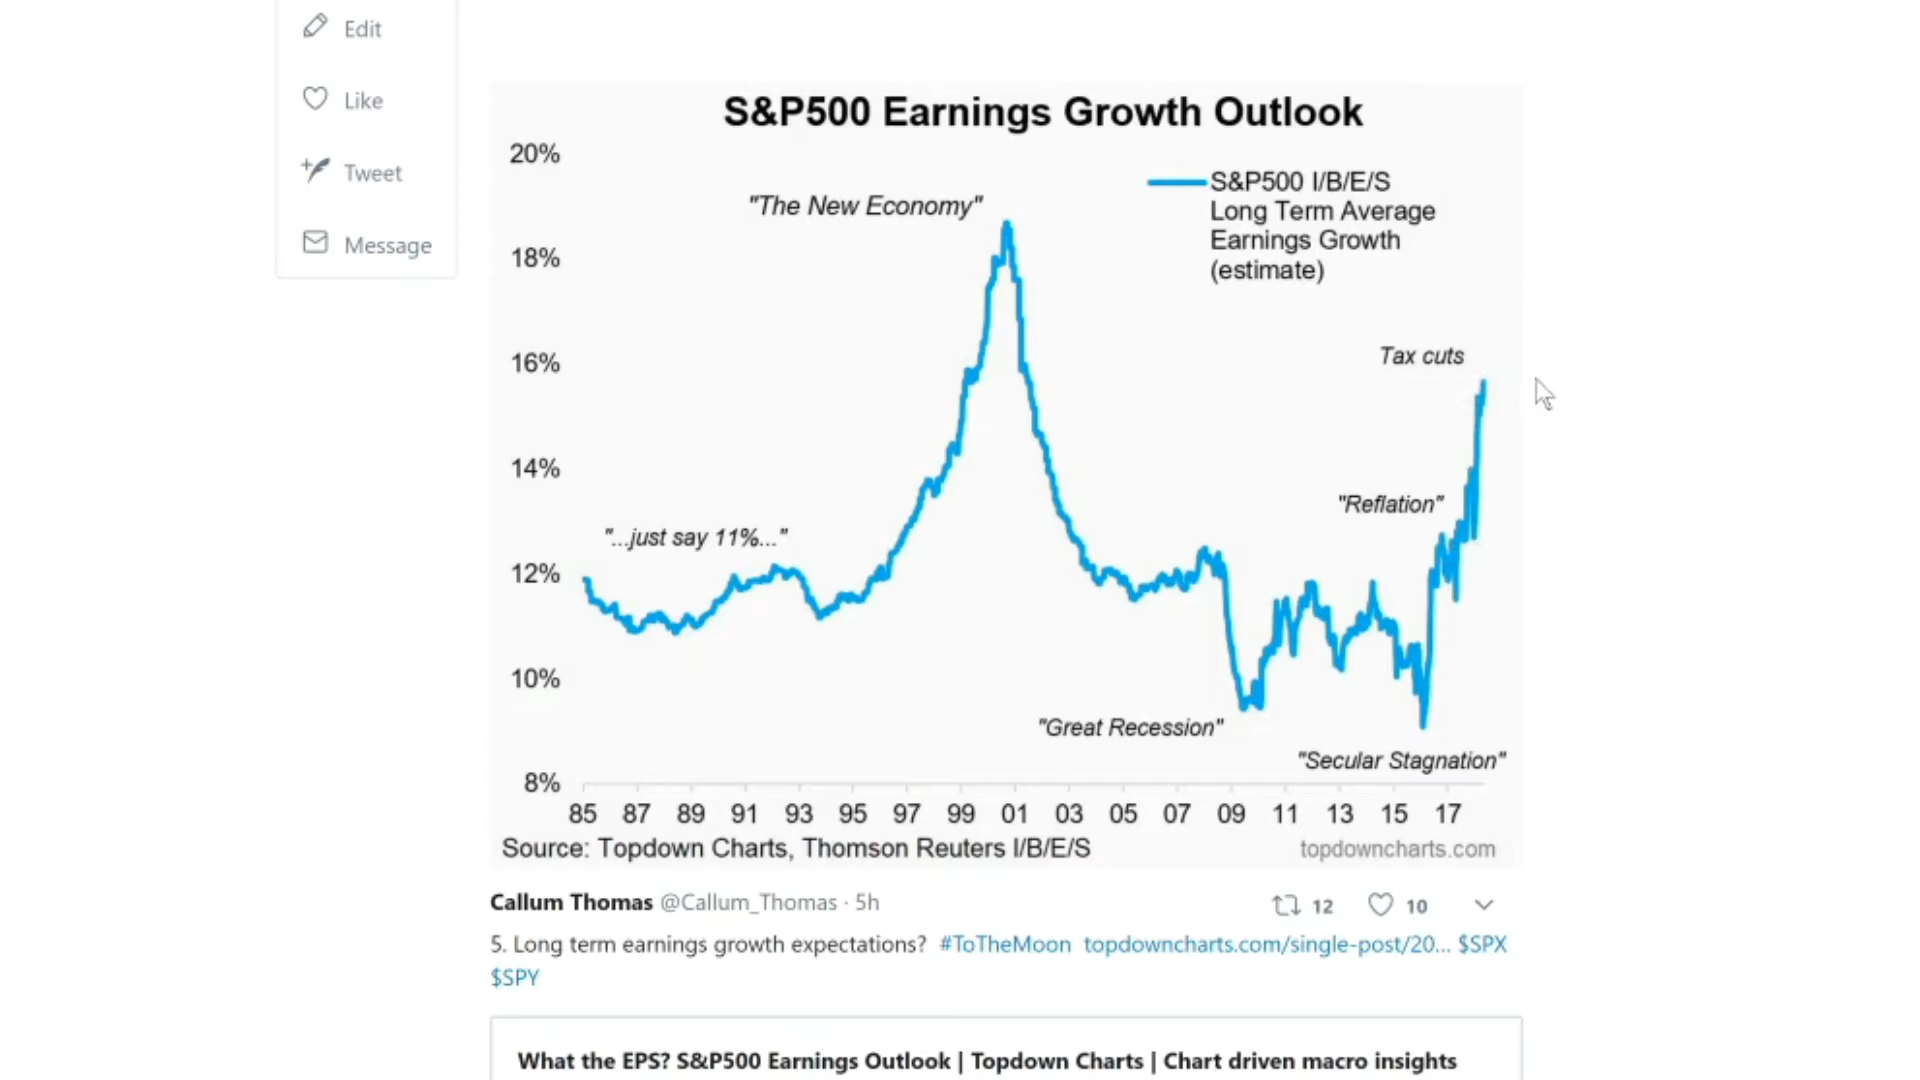 Edit
Like
Tweet
Message
S&P500 Earnings Growth Outlook
20%
18%
16%
14%
12%
10%
8%
"The New Economy"
S&P500 I/B/E/S
Long Term Average
Earnings Growth
(estimate)
Tax cuts
"Reflation"
"...just say 11%..."
"Great Recession"
"Secular Stagnation"
85 87 89 91 93 95 97 99 01 03 05 07 09 11 13 15 17
Source: Topdown Charts, Thomson Reuters I/B/E/S
topdowncharts.com
Callum Thomas @Callum_Thomas · 5h
12 10
5. Long term earnings growth expectations? #ToTheMoon topdowncharts.com/single-post/20... $SPX
$SPY
What the EPS? S&P500 Earnings Outlook | Topdown Charts | Chart driven macro insights